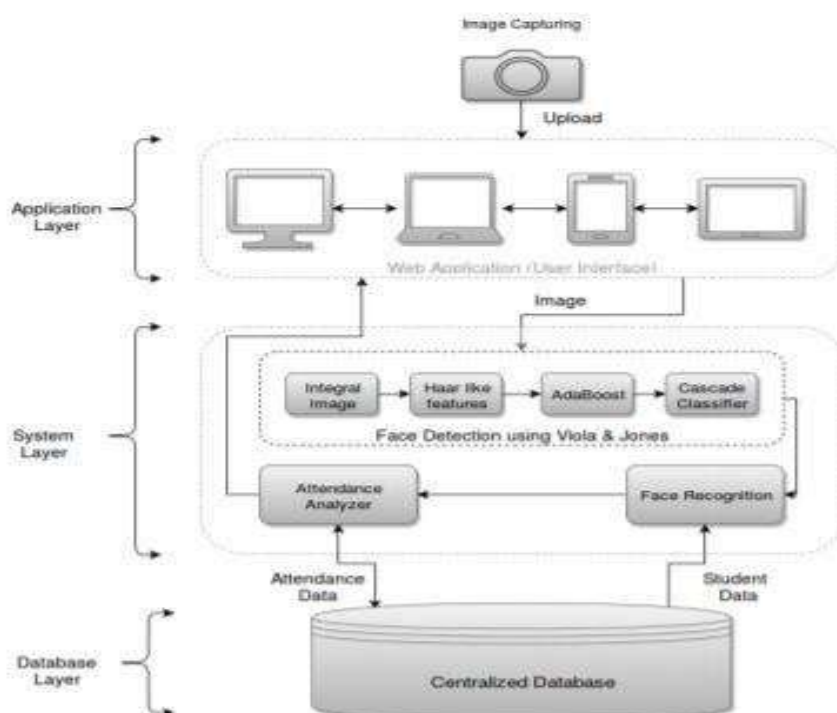 Image Capturing
Upload
Application
Layer
Web Application (User Interface)
Image
Integral
Image
Haar like
features
AdaBoost
Cascade
Classifier
Face Detection using Viola & Jones
System
Layer
Attendance
Analyzer
Face Recognition
Attendance
Data
Student
Data
Database
Layer
Centralized Database